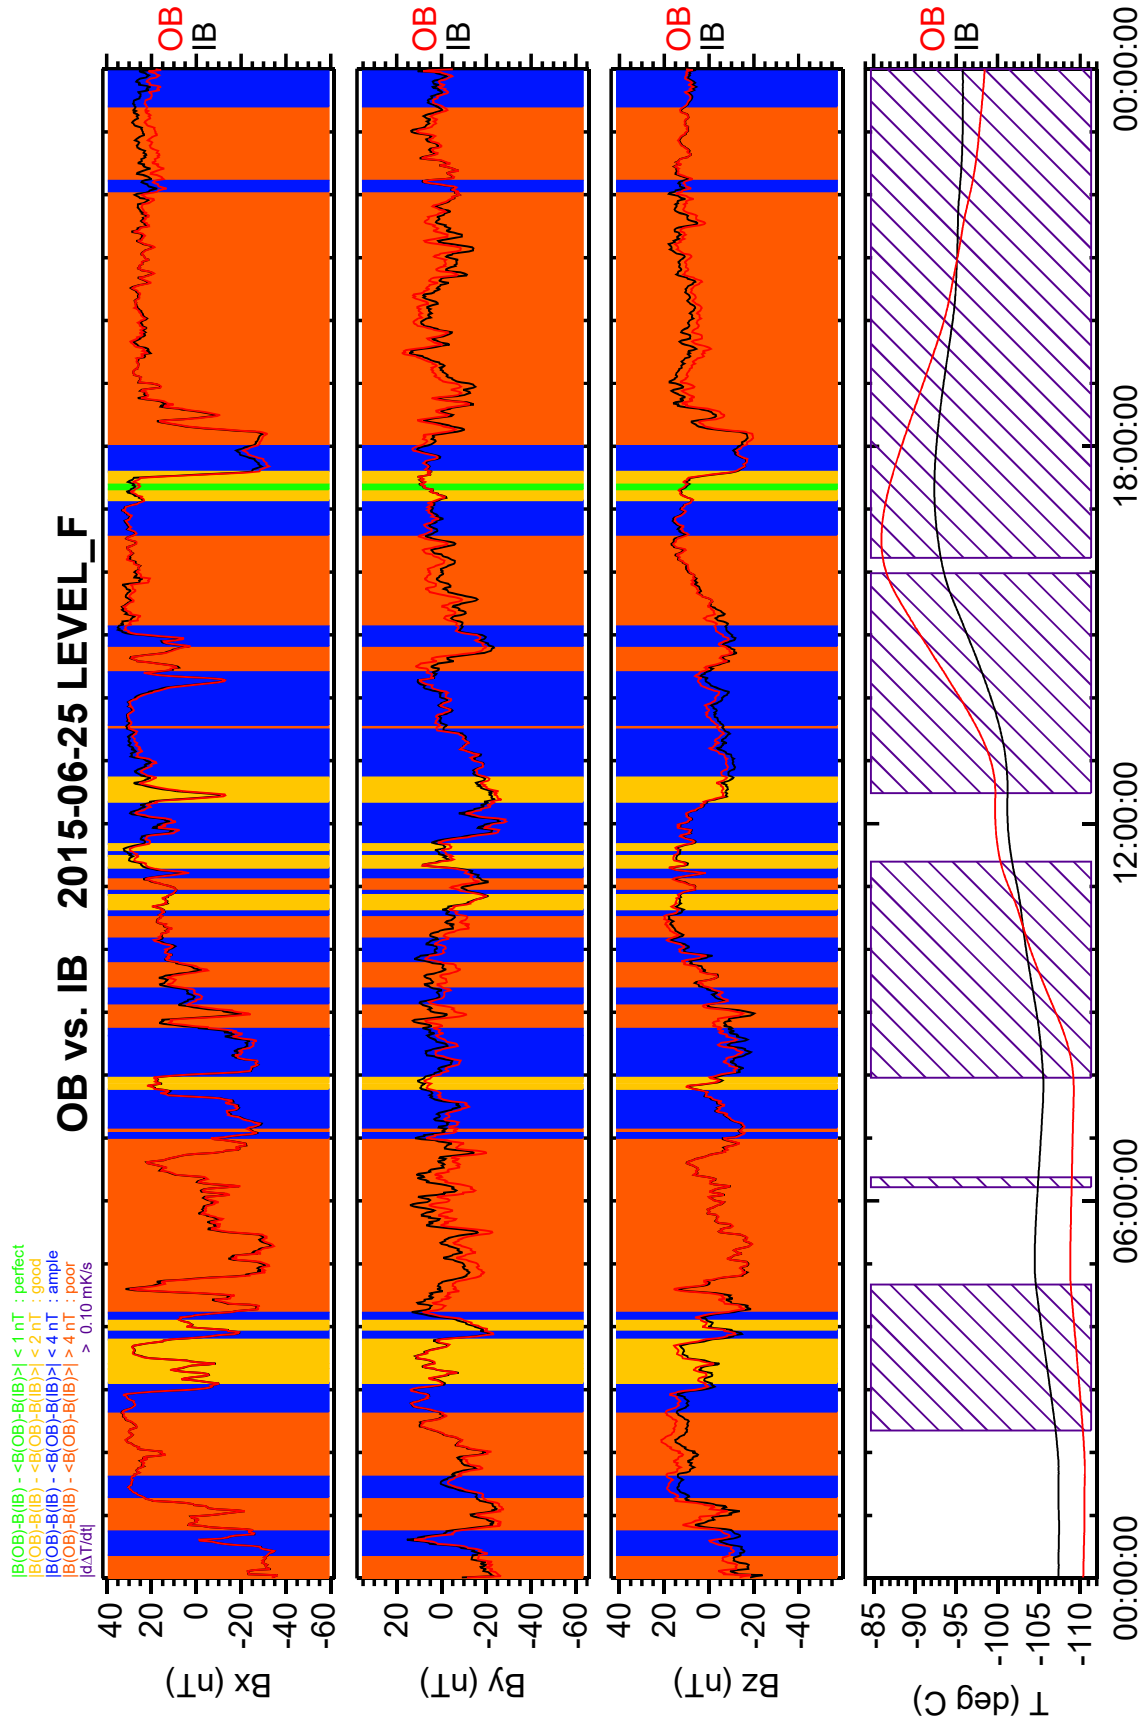 OB vs. IB 2015-06-25 LEVEL_F
|B(OB)-B(IB) - <B(OB)-B(IB)>| < 1 nT : perfect
|B(OB)-B(IB) - <B(OB)-B(IB)>| < 2 nT : good
|B(OB)-B(IB) - <B(OB)-B(IB)>| < 4 nT : ample
|B(OB)-B(IB) - <B(OB)-B(IB)>| > 4 nT : poor
|dΔT/dt| > 0.10 mK/s
Bx (nT)
40
20
0
-20
-40
-60
OB
IB
By (nT)
20
0
-20
-40
-60
OB
IB
Bz (nT)
40
20
0
-20
-40
OB
IB
T (deg C)
-85
-90
-95
-100
-105
-110
OB
IB
00:00:00
06:00:00
12:00:00
18:00:00
00:00:00